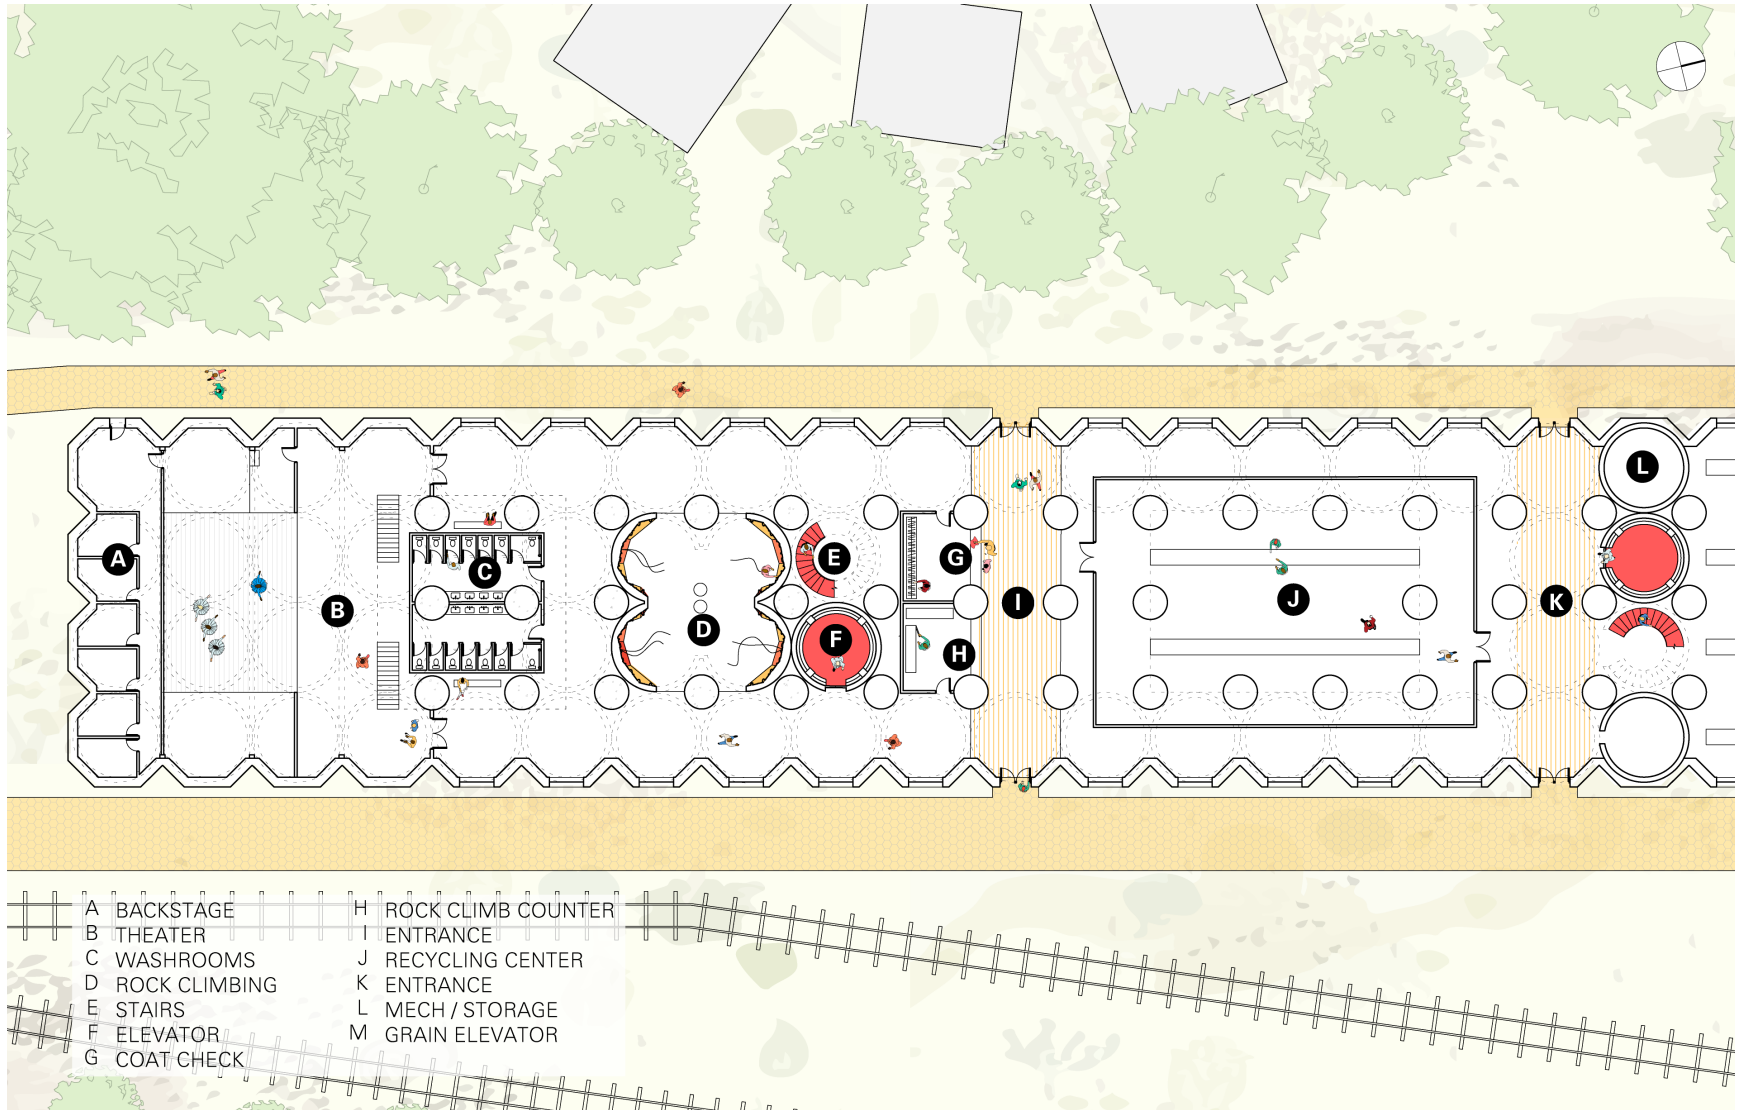 L
A
B
C
D
E
F
G
H
I
J
K
A BACKSTAGE
B THEATER
C WASHROOMS
D ROCK CLIMBING
E STAIRS
F ELEVATOR
G COAT CHECK
H ROCK CLIMB COUNTER
I ENTRANCE
J RECYCLING CENTER
K ENTRANCE
L MECH / STORAGE
M GRAIN ELEVATOR